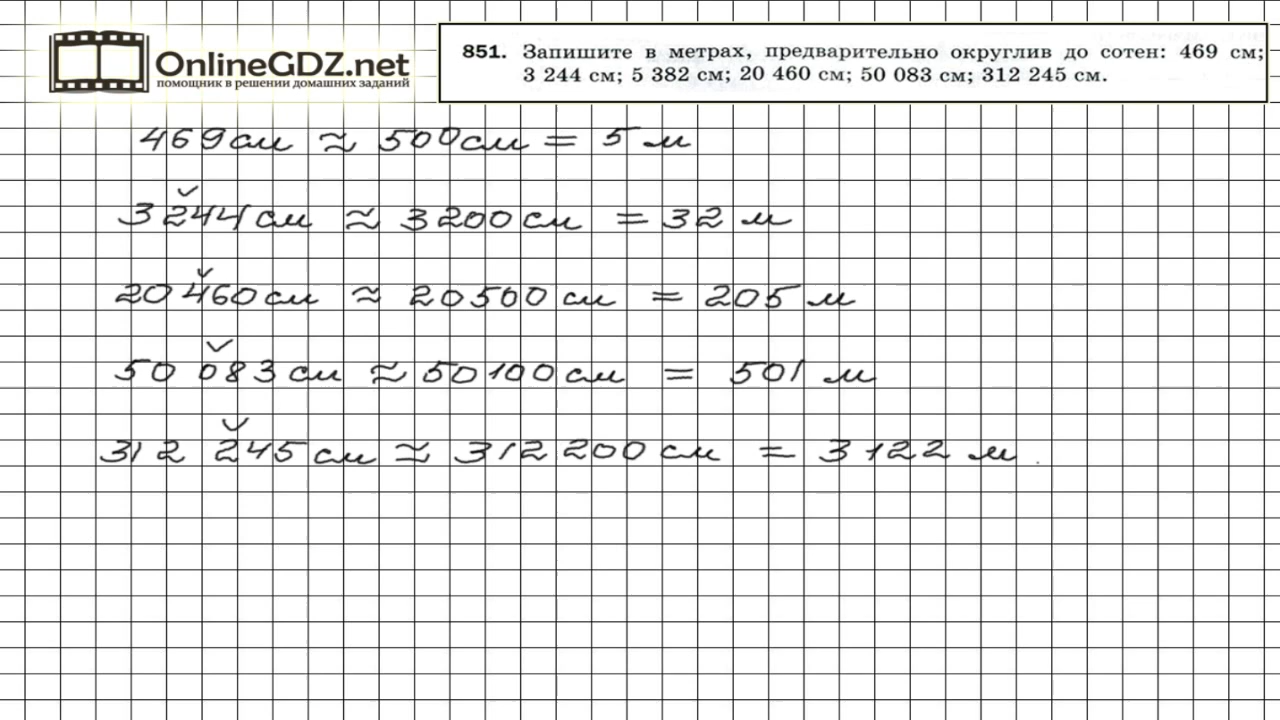 OnlineGDZ.net
помощник в решении домашних заданий
851. Запишите в метрах, предварительно округлив до сотен: 469 см;
3 244 см; 5 382 см; 20 460 см; 50 083 см; 312 245 см.
469 см ≈ 500 см = 5 м
3244 см ≈ 3200 см = 32 м
20 460 см ≈ 20500 см = 205 м
50 083 см ≈ 50100 см = 501 м
312 245 см ≈ 312 200 см = 3122 м.